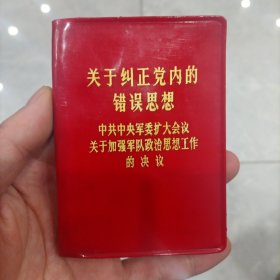 关于纠正党内的
错误思想
中共中央军委扩大会议
关于加强军队政治思想工作
的决议